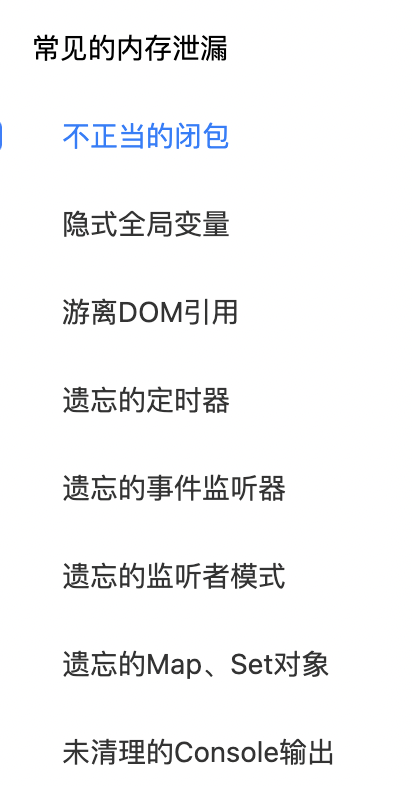 常见的内存泄漏
不正当的闭包
隐式全局变量
游离DOM引用
遗忘的定时器
遗忘的事件监听器
遗忘的监听者模式
遗忘的Map、Set对象
未清理的Console输出